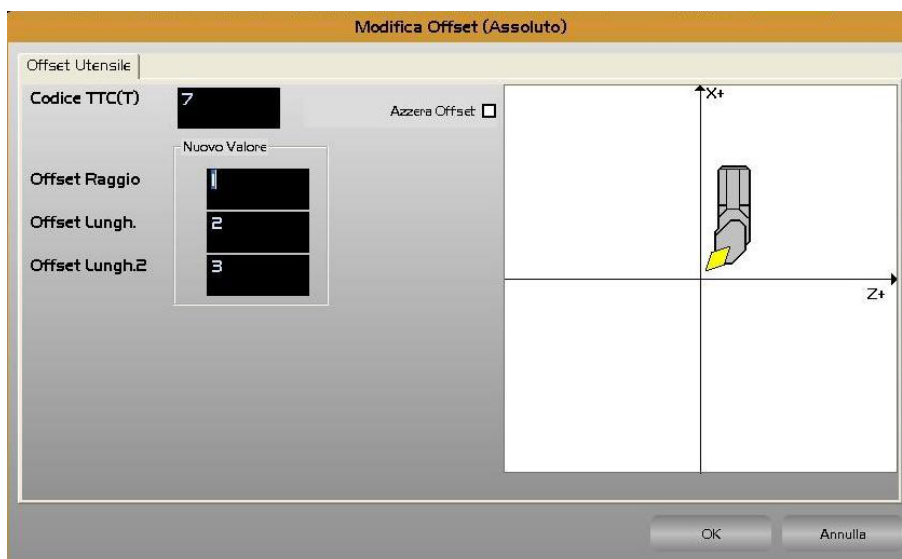 Modifica Offset (Assoluto)
Offset Utensile
Codice TTC(T) 7
Azzera Offset
X+
Nuovo Valore
Offset Raggio 1
Offset Lungh. 2
Offset Lungh.2 3
Z+
OK Annulla